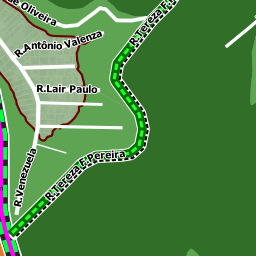 de Oliveira
R.Tereza F.
R.Antônio Valenza
R.Lair Paulo
R.Tereza F.Pereira
R.Venezuela